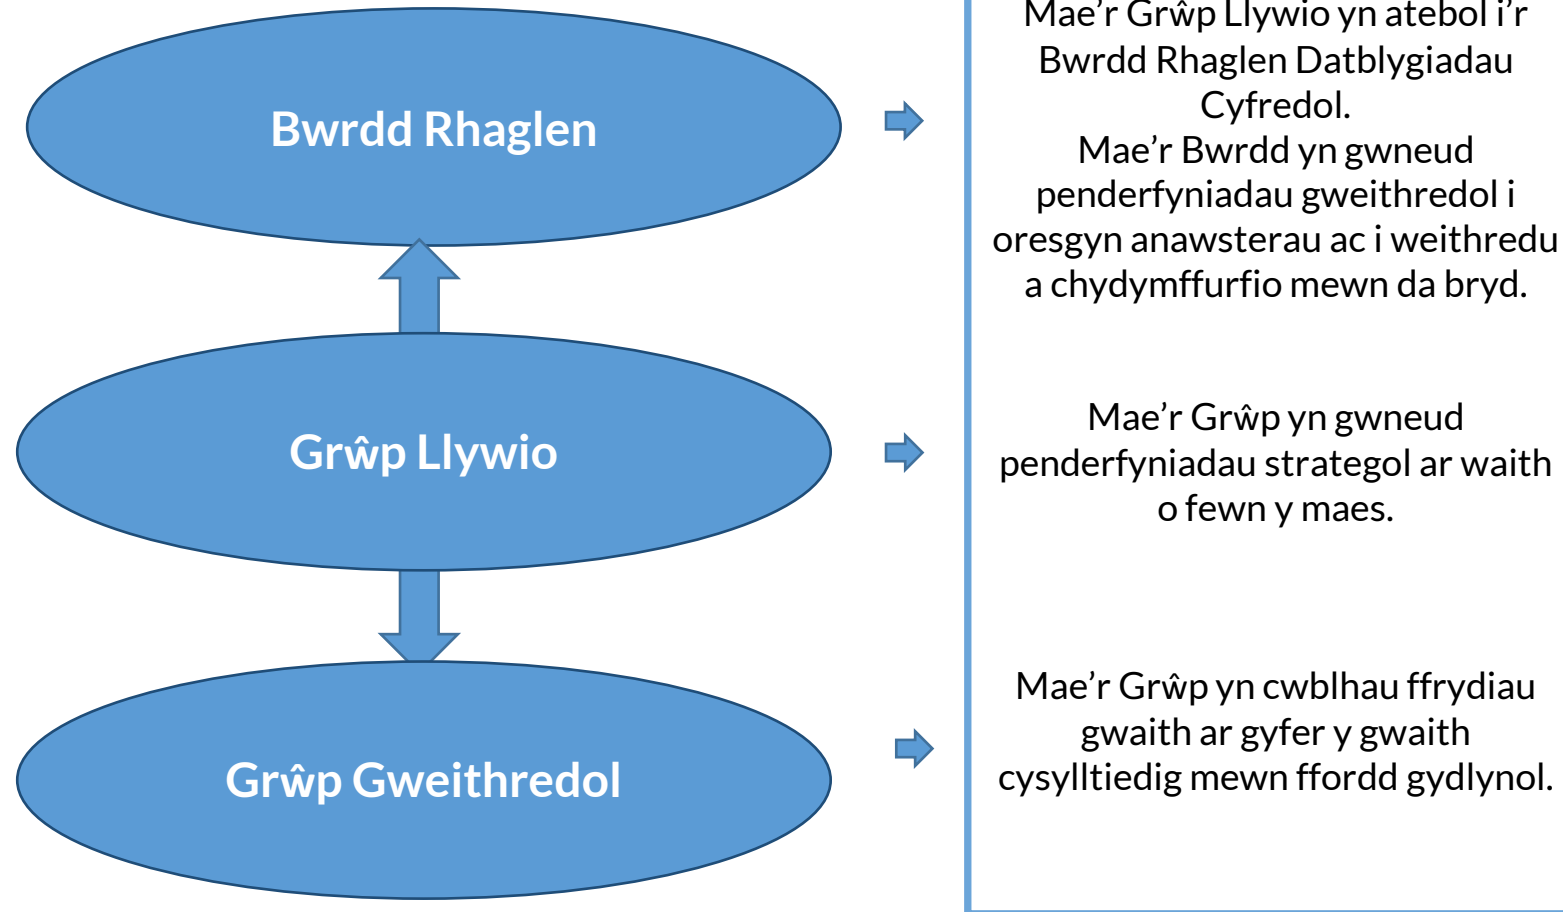 Bwrdd Rhaglen
Mae'r Grŵp Llywio yn atebol i'r
Bwrdd Rhaglen Datblygiadau
Cyfredol.
Mae'r Bwrdd yn gwneud
penderfyniadau gweithredol i
oresgyn anawsterau ac i weithredu
a chydymffurfio mewn da bryd.
Grŵp Llywio
Mae'r Grŵp yn gwneud
penderfyniadau strategol ar waith
o fewn y maes.
Grŵp Gweithredol
Mae'r Grŵp yn cwblhau ffrydiau
gwaith ar gyfer y gwaith
cysylltiedig mewn ffordd gydlynol.